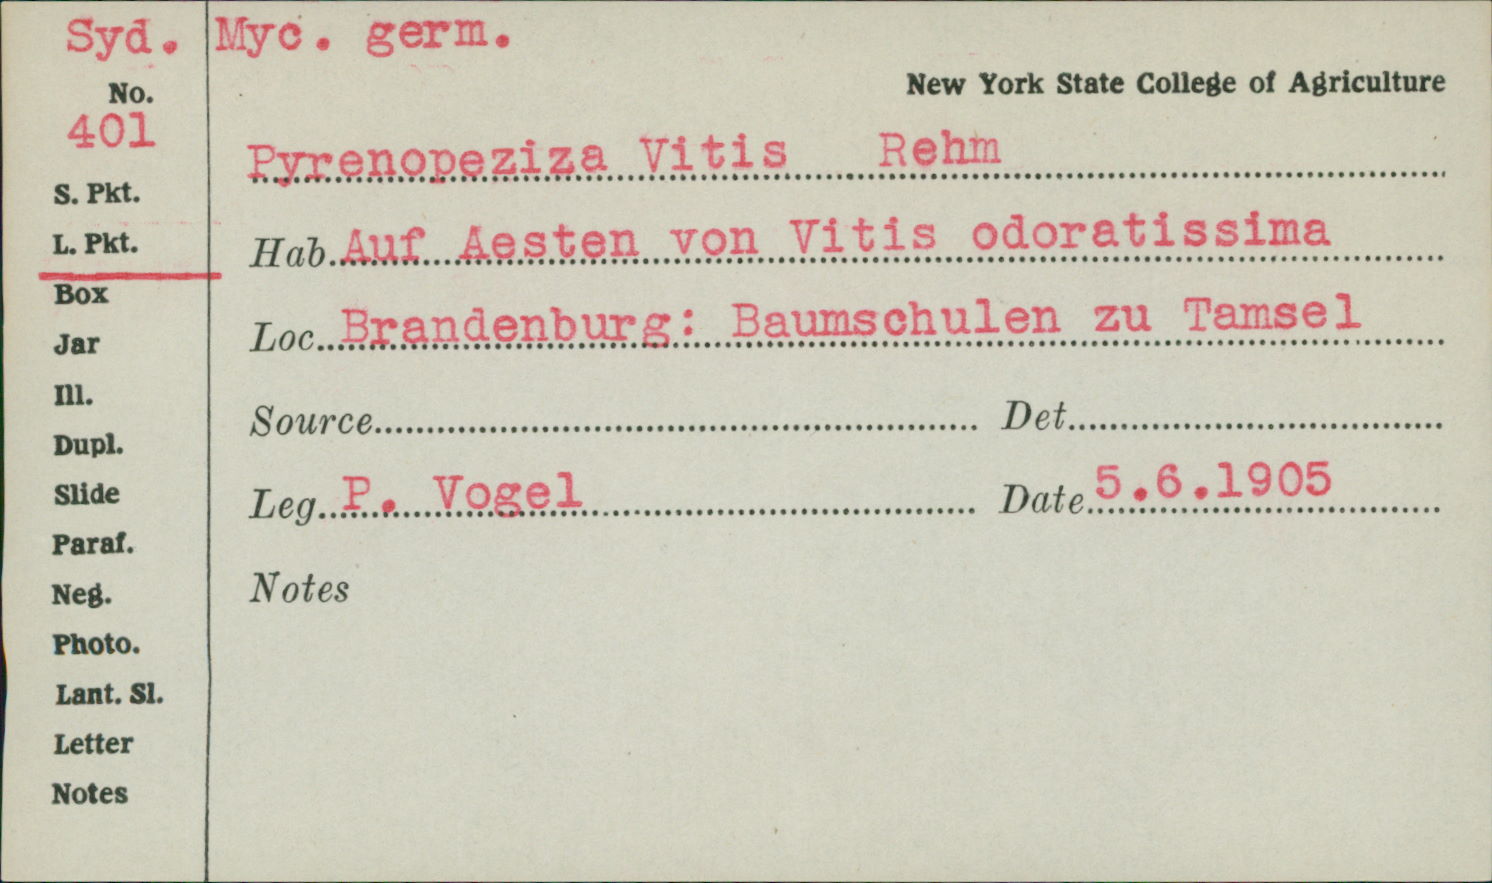 Syd. Myc. germ.
New York State College of Agriculture
No.
401
Pyrenopeziza Vitis Rehm
S. Pkt.
L. Pkt.
Hab. Auf Aesten von Vitis odoratissima
Box
Loc. Brandenburg: Baumschulen zu Tamsel
Jar
Ill.
Source Det.
Dupl.
Slide
Leg. P. Vogel Date 5.6.1905
Paraf.
Neg.
Notes
Photo.
Lant. Sl.
Letter
Notes